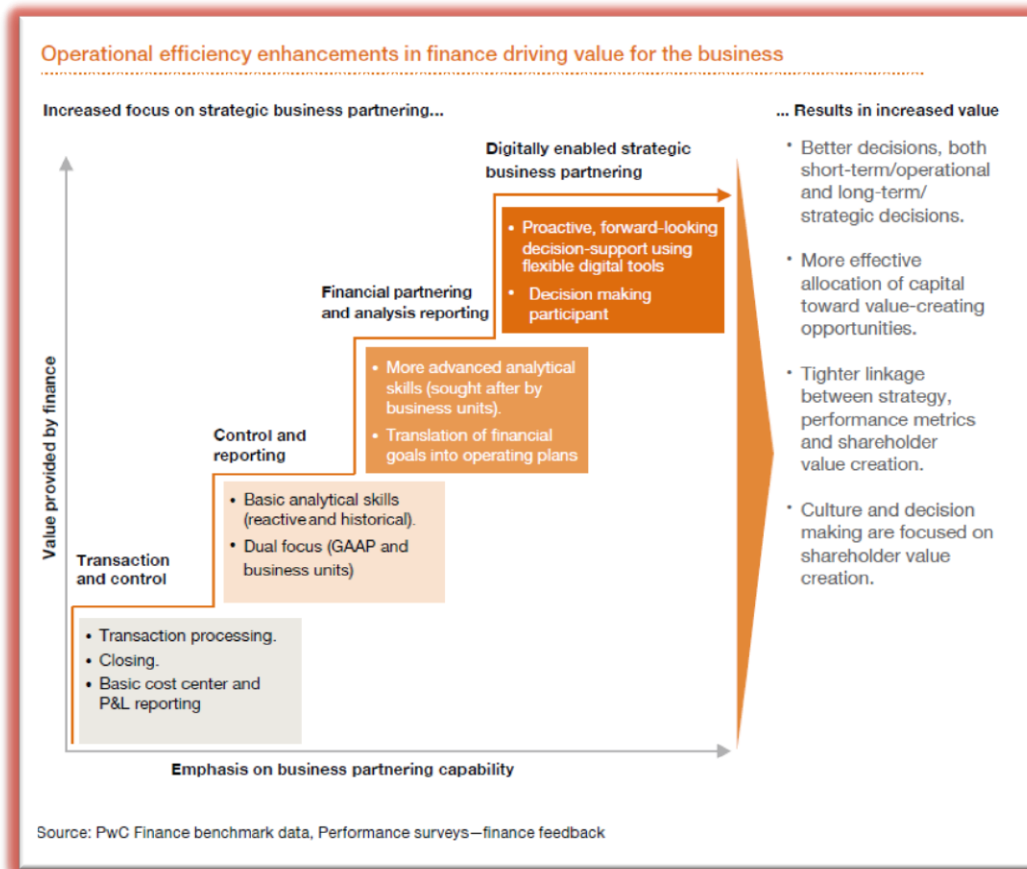 Operational efficiency enhancements in finance driving value for the business
Increased focus on strategic business partnering...
Value provided by finance
Transaction
and control
• Transaction processing.
• Closing.
• Basic cost center and
P&L reporting
Control and
reporting
• Basic analytical skills
(reactive and historical).
• Dual focus (GAAP and
business units)
Financial partnering
and analysis reporting
• More advanced analytical
skills (sought after by
business units).
• Translation of financial
goals into operating plans
Digitally enabled strategic
business partnering
• Proactive, forward-looking
decision-support using
flexible digital tools
• Decision making
participant
Emphasis on business partnering capability
... Results in increased value
• Better decisions, both
short-term/operational
and long-term/
strategic decisions.
• More effective
allocation of capital
toward value-creating
opportunities.
• Tighter linkage
between strategy,
performance metrics
and shareholder
value creation.
• Culture and decision
making are focused on
shareholder value
creation.
Source: PwC Finance benchmark data, Performance surveys—finance feedback